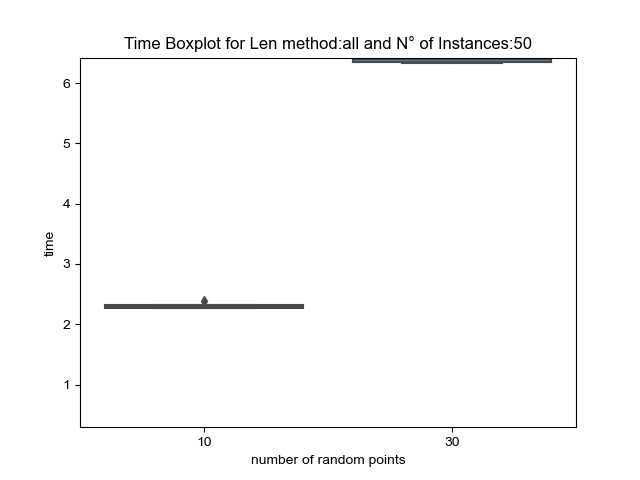 Time Boxplot for Len method:all and N° of Instances:50
6
5
4
3
2
1
time
10
30
number of random points